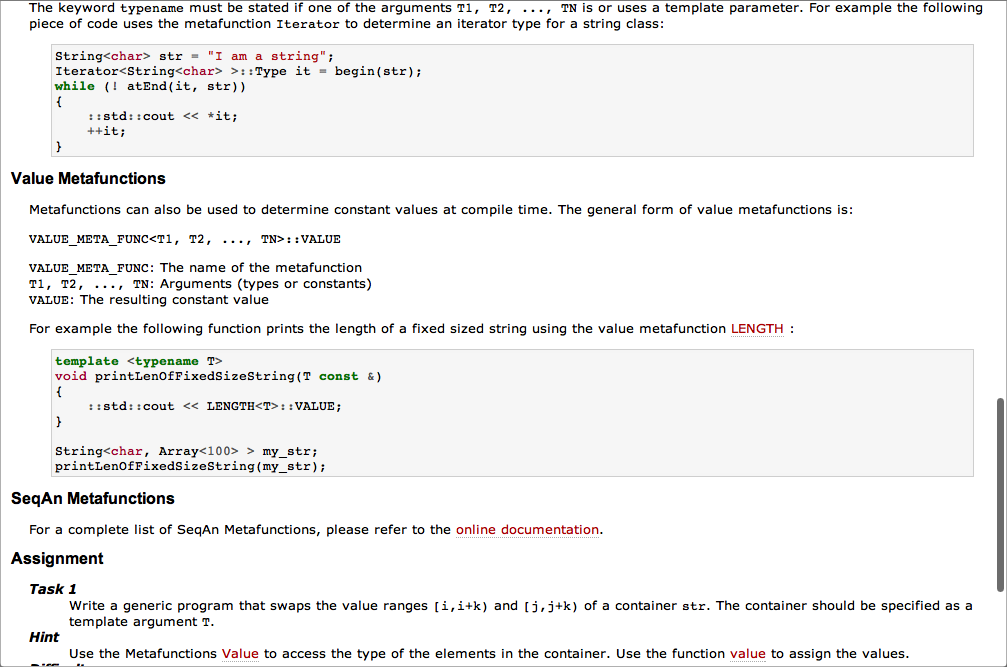 The keyword typename must be stated if one of the arguments T1, T2, ..., TN is or uses a template parameter. For example the following
piece of code uses the metafunction Iterator to determine an iterator type for a string class:
String<char> str = "I am a string";
Iterator<String<char> >::Type it = begin(str);
while (! atEnd(it, str))
{
    ::std::cout << *it;
    ++it;
}
Value Metafunctions
Metafunctions can also be used to determine constant values at compile time. The general form of value metafunctions is:
VALUE_META_FUNC<T1, T2, ..., TN>::VALUE
VALUE_META_FUNC: The name of the metafunction
T1, T2, ..., TN: Arguments (types or constants)
VALUE: The resulting constant value
For example the following function prints the length of a fixed sized string using the value metafunction LENGTH :
template <typename T>
void printLenOfFixedSizeString(T const &)
{
    ::std::cout << LENGTH<T>::VALUE;
}
String<char, Array<100> > my_str;
printLenOfFixedSizeString(my_str);
SeqAn Metafunctions
For a complete list of SeqAn Metafunctions, please refer to the online documentation.
Assignment
Task 1
Write a generic program that swaps the value ranges [i,i+k) and [j,j+k) of a container str. The container should be specified as a
template argument T.
Hint
Use the Metafunctions Value to access the type of the elements in the container. Use the function value to assign the values.